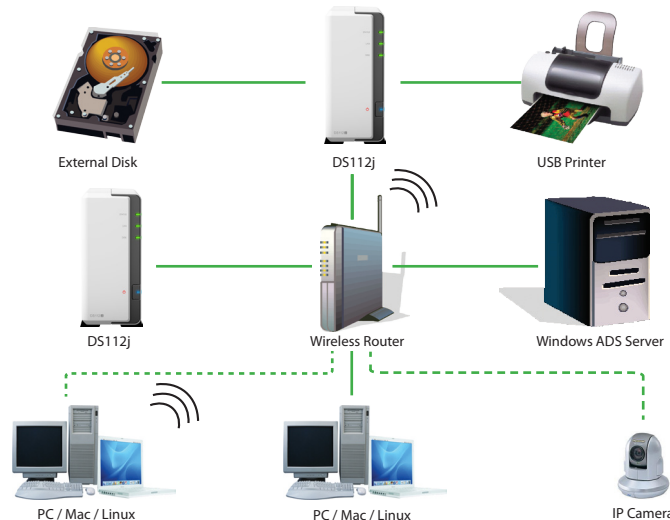 External Disk
DS112j
USB Printer
DS112j
Wireless Router
Windows ADS Server
PC / Mac / Linux
PC / Mac / Linux
IP Camera